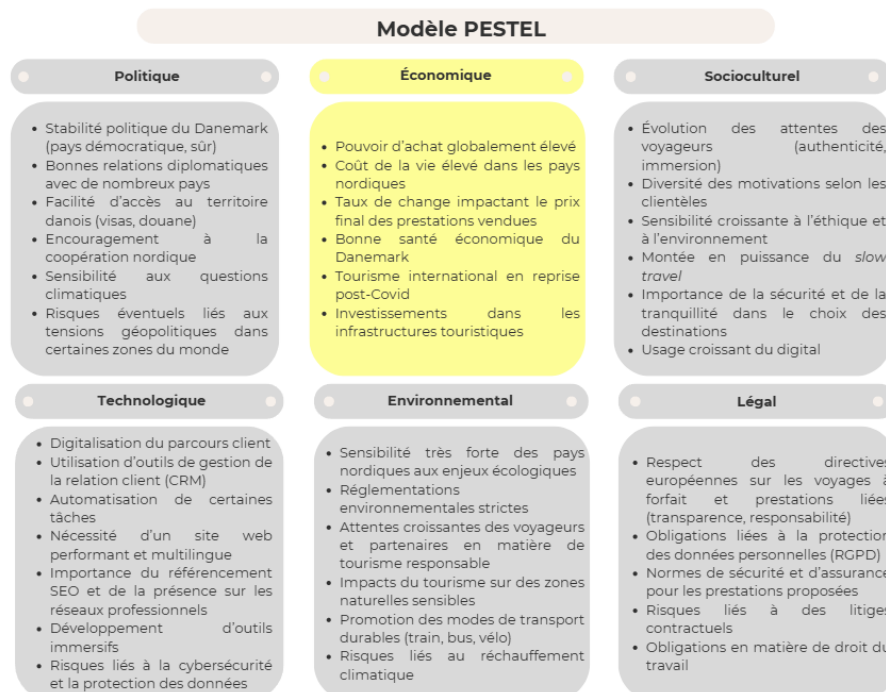 Modèle PESTEL
Politique
Stabilité politique du Danemark
(pays démocratique, sûr)
Bonnes relations diplomatiques
avec de nombreux pays
Facilité d'accès au territoire
danois (visas, douane)
Encouragement à la
coopération nordique
Sensibilité aux questions
climatiques
Risques éventuels liés aux
tensions géopolitiques dans
certaines zones du monde
Économique
Pouvoir d'achat globalement élevé
Coût de la vie élevé dans les pays
nordiques
Taux de change impactant le prix
final des prestations vendues
Bonne santé économique du
Danemark
Tourisme international en reprise
post-Covid
Investissements dans les
infrastructures touristiques
Socioculturel
Évolution des attentes des
voyageurs (authenticité,
immersion)
Diversité des motivations selon les
clientèles
Sensibilité croissante à l'éthique et
à l'environnement
Montée en puissance du slow
travel
Importance de la sécurité et de la
tranquillité dans le choix des
destinations
Usage croissant du digital
Technologique
Digitalisation du parcours client
Utilisation d'outils de gestion de
la relation client (CRM)
Automatisation de certaines
tâches
Nécessité d'un site web
performant et multilingue
Importance du référencement
SEO et de la présence sur les
réseaux professionnels
Développement d'outils
immersifs
Risques liés à la cybersécurité
et la protection des données
Environnemental
Sensibilité très forte des pays
nordiques aux enjeux écologiques
Réglementations
environnementales strictes
Attentes croissantes des voyageurs
et partenaires en matière de
tourisme responsable
Impacts du tourisme sur des zones
naturelles sensibles
Promotion des modes de transport
durables (train, bus, vélo)
Risques liés au réchauffement
climatique
Légal
Respect des directives
européennes sur les voyages à
forfait et prestations liées
(transparence, responsabilité)
Obligations liées à la protection
des données personnelles (RGPD)
Normes de sécurité et d'assurance
pour les prestations proposées
Risques liés à des litiges
contractuels
Obligations en matière de droit du
travail